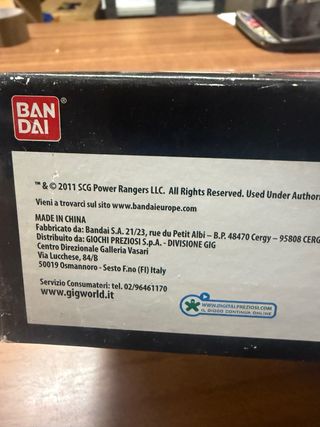 BAN
DAI
®
™ & © 2011 SCG Power Rangers LLC. All Rights Reserved. Used Under Author
Vieni a trovarci sul sito www.bandaieurope.com
MADE IN CHINA
Fabricato da: Bandai S.A. 21/23, rue du Petit Albi – B.P. 48470 Cergy – 95808 CERG
Distribuito da: GIOCHI PREZIOSI S.p.A. - DIVISIONE GIG
Centro Direzionale Galleria Vasari
Via Lucchese, 84/B
50019 Osmannoro - Sesto F.no (FI) Italy
Servizio Consumatori: tel. 02/96461170
www.gigworld.it
WWW.DIGITALPREZIOSI.COM
IL GIOCO CONTINUA ONLINE